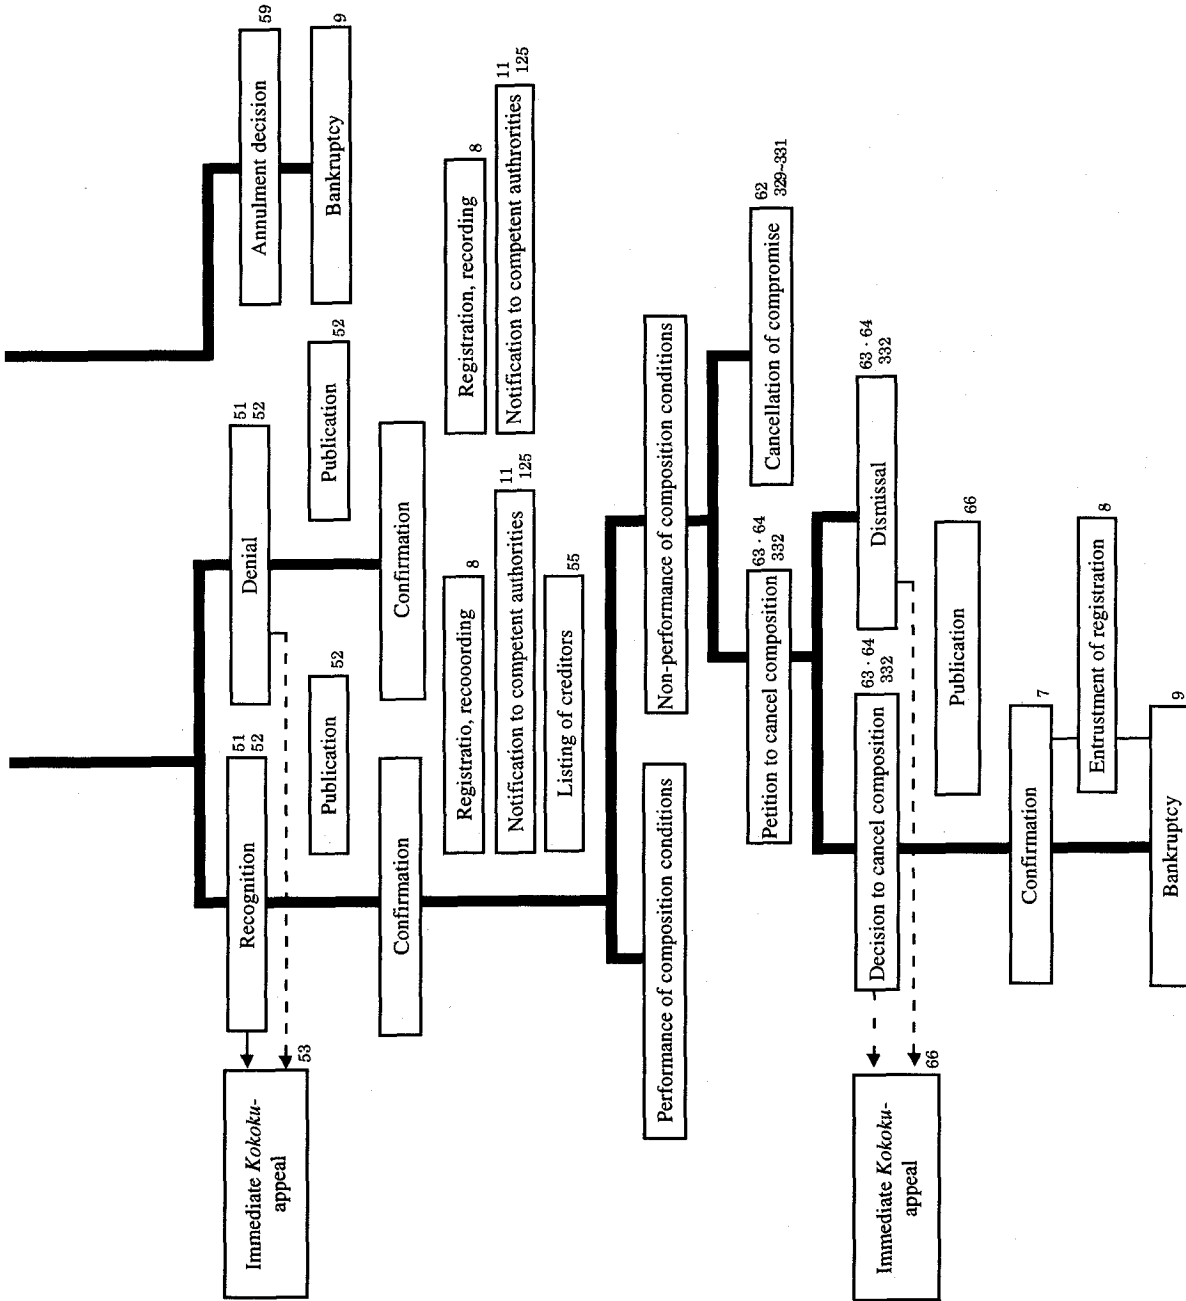 Annulment decision
59
Bankruptcy
9
Recognition
51
52
Denial
51
52
Immediate Kokoku-
appeal
53
Publication
52
Publication
52
Confirmation
Confirmation
Registratio, recooording
8
Notification to competent authorities
11
125
Listing of creditors
55
Registration, recording
8
Notification to competent authrorities
11
125
Performance of composition conditions
Non-performance of composition conditions
Petition to cancel composition
63 · 64
332
Cancellation of compromise
62
329~331
Decision to cancel composition
63 · 64
332
Dismissal
63 · 64
332
Immediate Kokoku-
appeal
66
Publication
66
Confirmation
7
Entrustment of registration
8
Bankruptcy
9